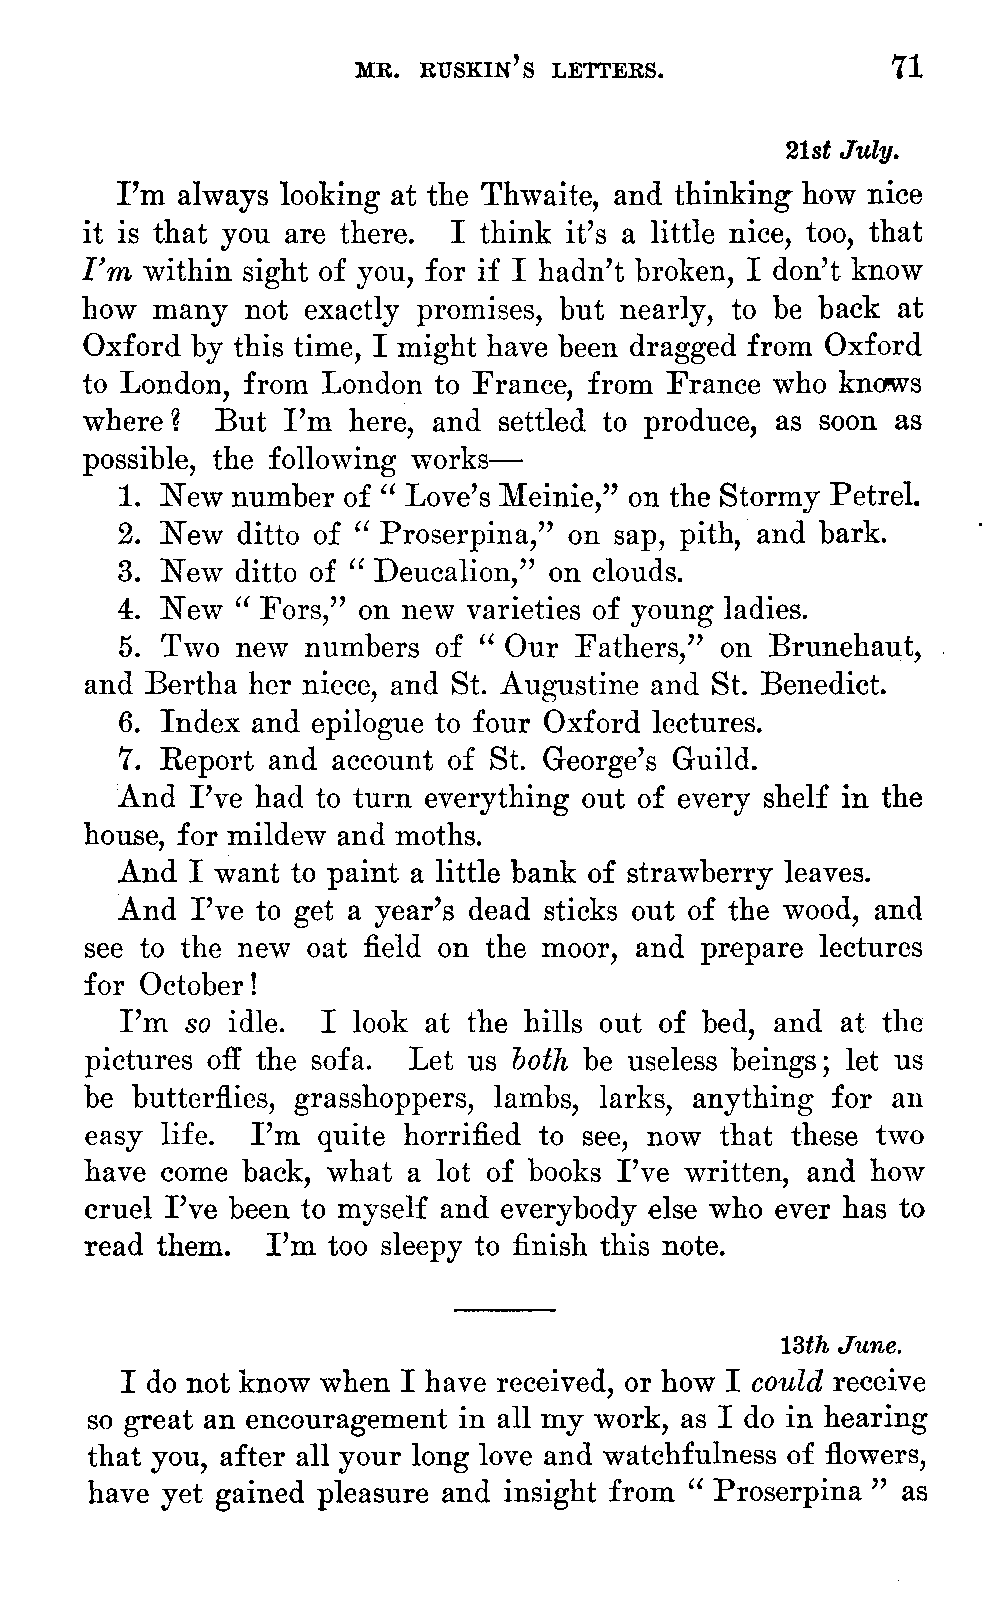 MR. RUSKIN'S LETTERS. 71
21st July.
I'm always looking at the Thwaite, and thinking how nice
it is that you are there. I think it's a little nice, too, that
I'm within sight of you, for if I hadn't broken, I don't know
how many not exactly promises, but nearly, to be back at
Oxford by this time, I might have been dragged from Oxford
to London, from London to France, from France who knows
where? But I'm here, and settled to produce, as soon as
possible, the following works—
1. New number of "Love's Meinie," on the Stormy Petrel.
2. New ditto of "Proserpina," on sap, pith, and bark.
3. New ditto of "Deucalion," on clouds.
4. New "Fors," on new varieties of young ladies.
5. Two new numbers of "Our Fathers," on Brunehaut,
and Bertha her niece, and St. Augustine and St. Benedict.
6. Index and epilogue to four Oxford lectures.
7. Report and account of St. George's Guild.
And I've had to turn everything out of every shelf in the
house, for mildew and moths.
And I want to paint a little bank of strawberry leaves.
And I've to get a year's dead sticks out of the wood, and
see to the new oat field on the moor, and prepare lectures
for October!
I'm so idle. I look at the hills out of bed, and at the
pictures off the sofa. Let us both be useless beings; let us
be butterflies, grasshoppers, lambs, larks, anything for an
easy life. I'm quite horrified to see, now that these two
have come back, what a lot of books I've written, and how
cruel I've been to myself and everybody else who ever has to
read them. I'm too sleepy to finish this note.
13th June.
I do not know when I have received, or how I could receive
so great an encouragement in all my work, as I do in hearing
that you, after all your long love and watchfulness of flowers,
have yet gained pleasure and insight from "Proserpina" as